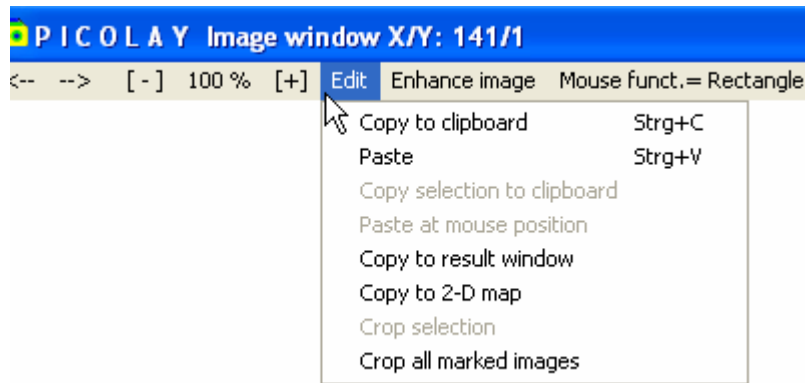 P I C O L A Y Image window X/Y: 141/1
<-- --> [ - ] 100 % [+] Edit Enhance image Mouse funct.= Rectangle
Copy to clipboard Strg+C
Paste Strg+V
Copy selection to clipboard
Paste at mouse position
Copy to result window
Copy to 2-D map
Crop selection
Crop all marked images